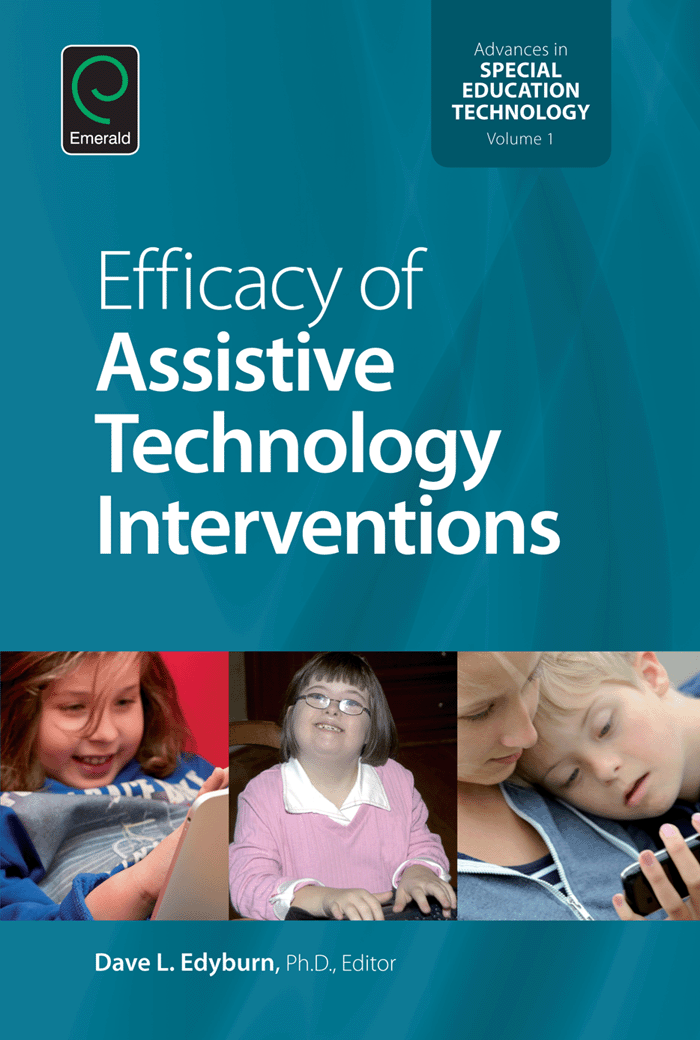 Emerald
Advances in
SPECIAL
EDUCATION
TECHNOLOGY
Volume 1
Efficacy of
Assistive
Technology
Interventions
Dave L. Edyburn, Ph.D., Editor